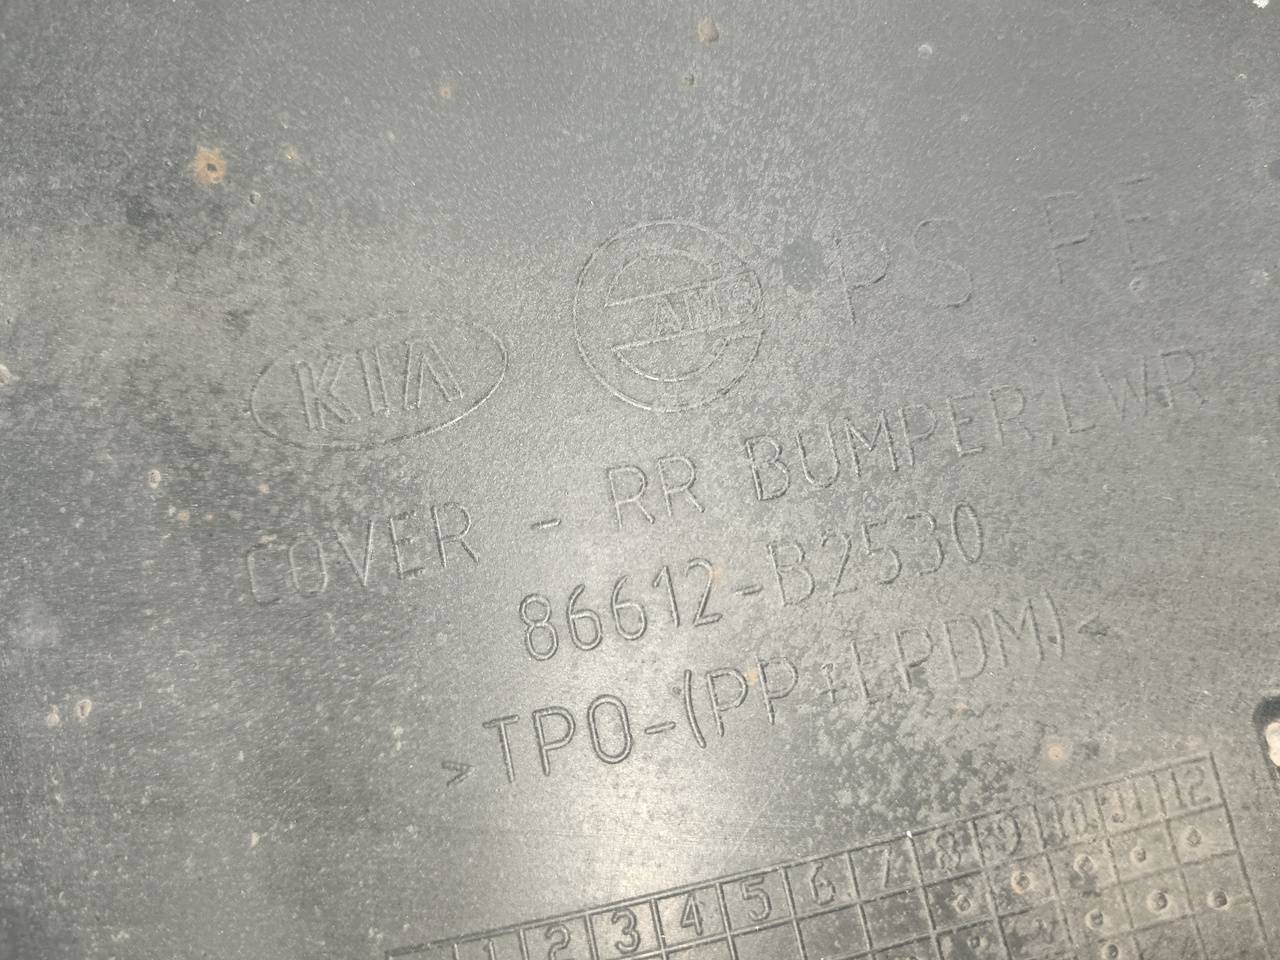 KIA
AMS
PS PE
COVER - RR BUMPER,LWR
86612-B2530
>TPO-(PP+EPDM)<
1 2 3 4 5 6 7 8 9 10 11 12